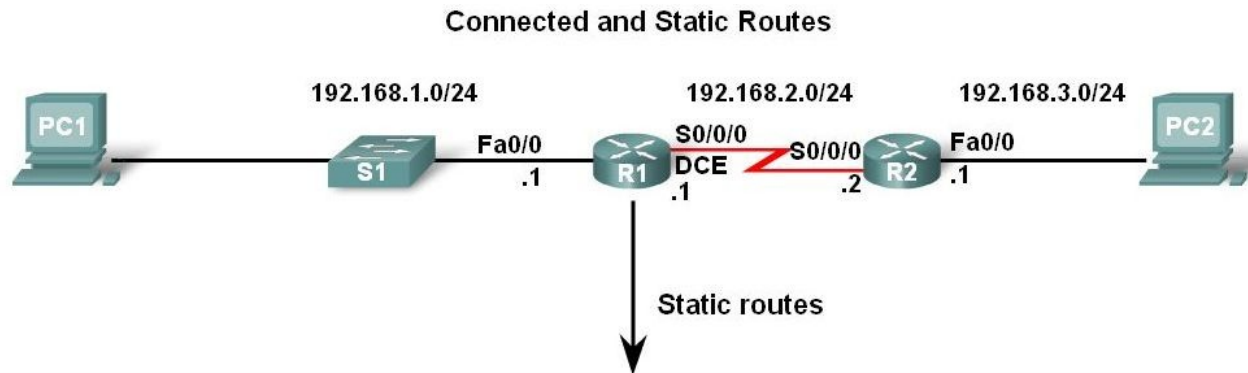 Connected and Static Routes
192.168.1.0/24
192.168.2.0/24
192.168.3.0/24
PC1
S1
Fa0/0
.1
R1
S0/0/0
DCE
.1
S0/0/0
.2
R2
Fa0/0
.1
PC2
Static routes